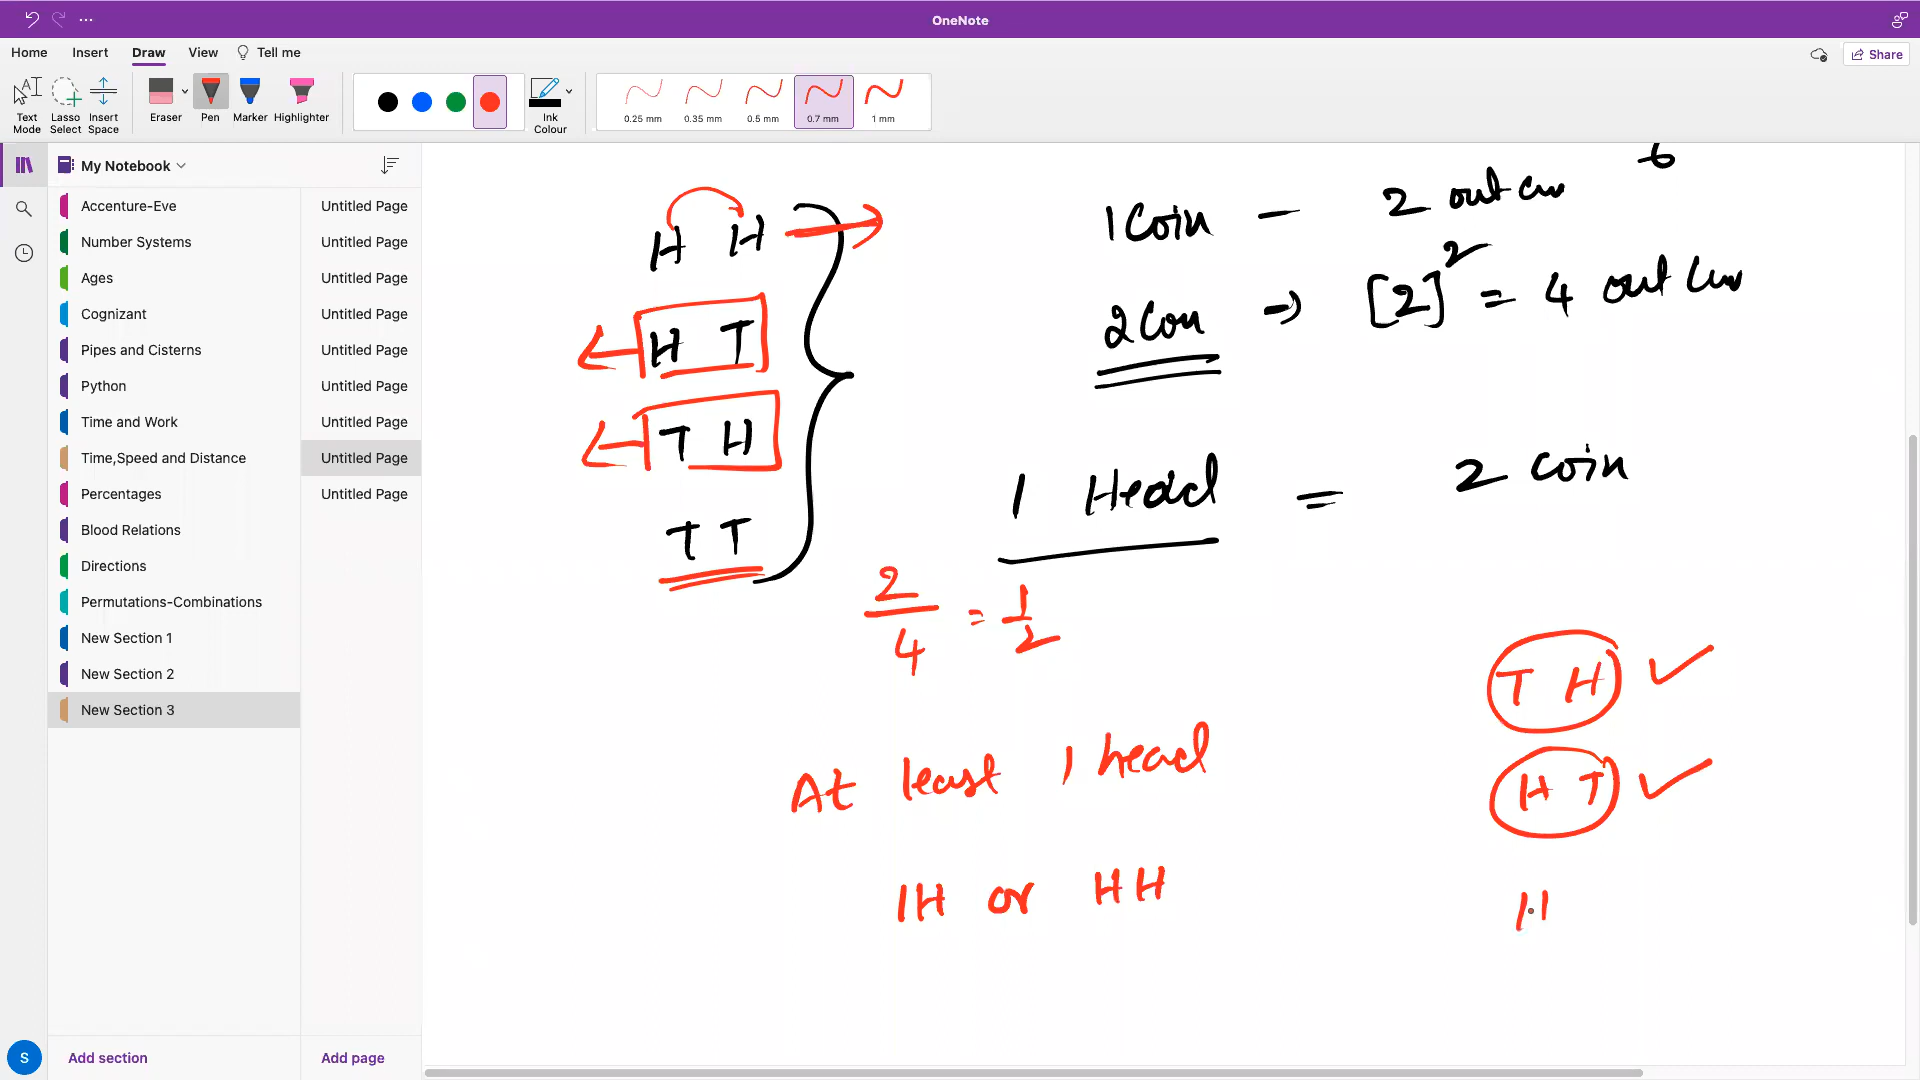 OneNote
Home Insert Draw View Tell me
Share
Text Mode
Lasso Select
Insert Space
Eraser
Pen
Marker
Highlighter
Ink Colour
0.25 mm
0.35 mm
0.5 mm
0.7 mm
1 mm
My Notebook
Accenture-Eve
Number Systems
Ages
Cognizant
Pipes and Cisterns
Python
Time and Work
Time,Speed and Distance
Percentages
Blood Relations
Directions
Permutations-Combinations
New Section 1
New Section 2
New Section 3
Add section
Untitled Page
Untitled Page
Untitled Page
Untitled Page
Untitled Page
Untitled Page
Untitled Page
Untitled Page
Untitled Page
Add page
S
6
H H
H T
T H
T T
1 Coin — 2 out
2 ⇒ [2]² = 4 out
1 Head = 2 coin
2/4 = 1/2
At least 1 head
1H or HH
T H ✓
H T ✓
H